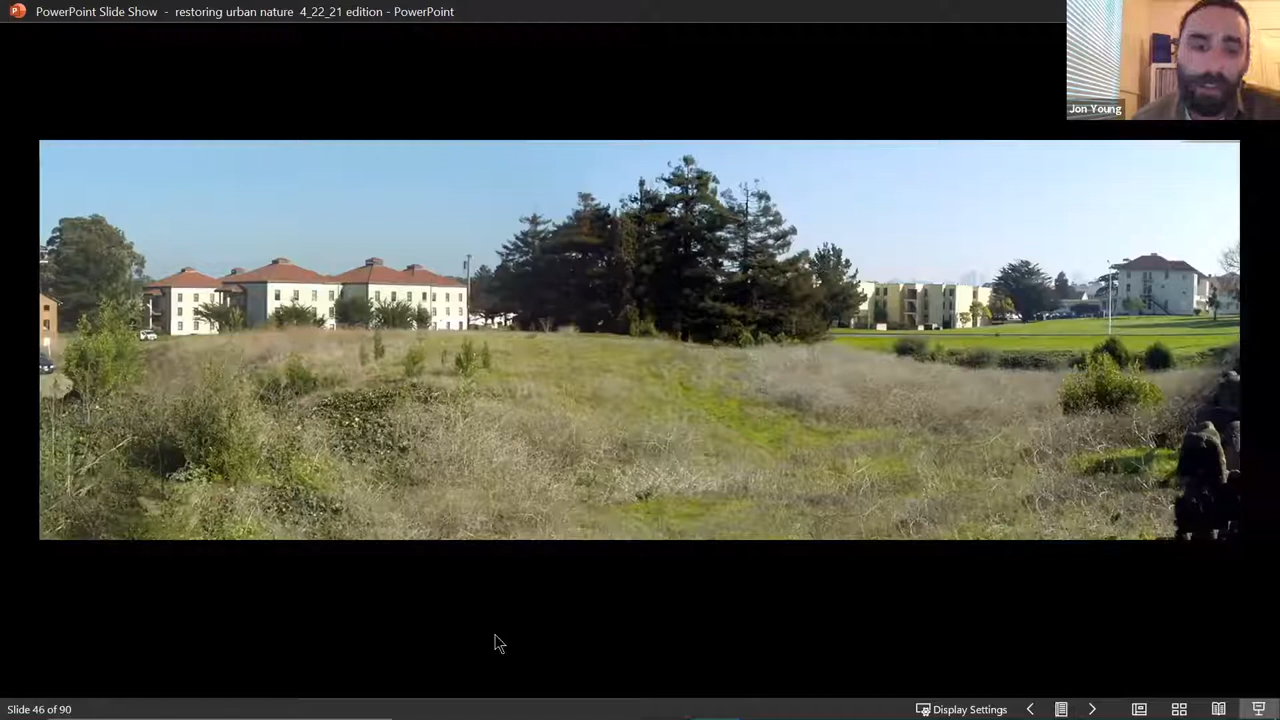 PowerPoint Slide Show - restoring urban nature 4_22_21 edition - PowerPoint
Jon Young
Slide 46 of 90
Display Settings